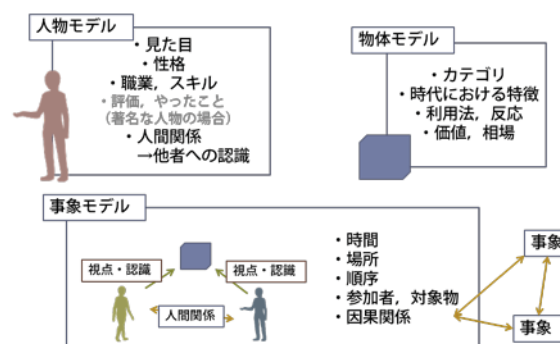 人物モデル
・見た目
・性格
・職業，スキル
・評価，やったこと
（著名な人物の場合）
・人間関係
→他者への認識
物体モデル
・カテゴリ
・時代における特徴
・利用法，反応
・価値，相場
事象モデル
視点・認識
視点・認識
人間関係
・時間
・場所
・順序
・参加者，対象物
・因果関係
事象
事象